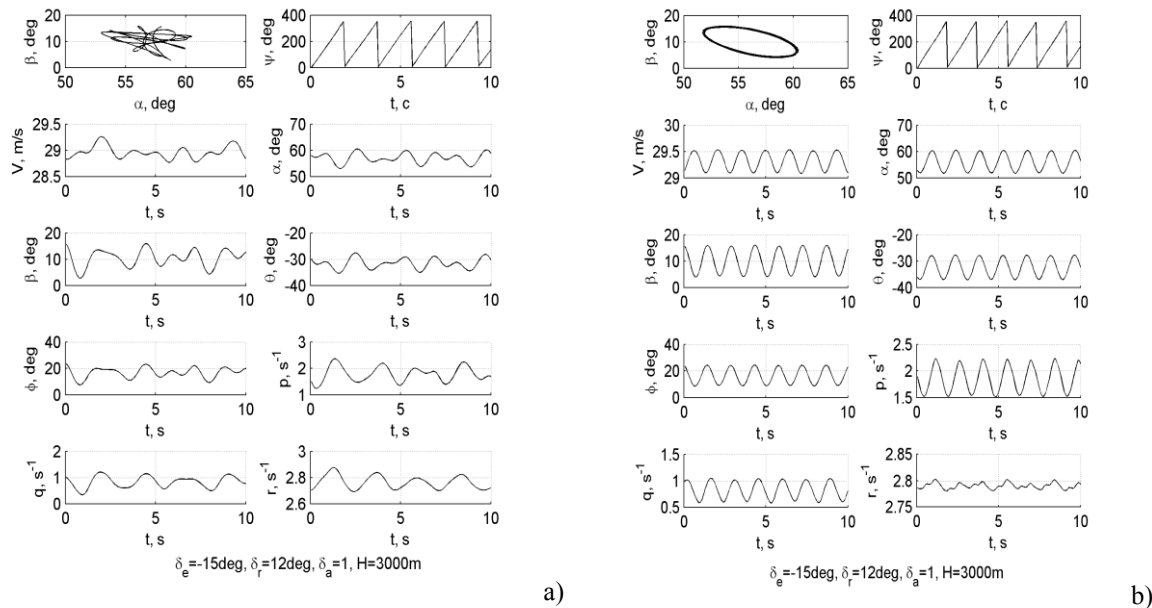 β, deg
20
10
0
50 55 60 65
α, deg
ψ, deg
400
200
0
0 5 10
t, c
V, m/s
29.5
29
28.5
0 5 10
t, s
α, deg
70
60
50
0 5 10
t, s
β, deg
20
10
0
0 5 10
t, s
θ, deg
-20
-30
-40
0 5 10
t, s
ϕ, deg
40
20
0
0 5 10
t, s
p, s⁻¹
3
2
1
0 5 10
t, s
q, s⁻¹
2
1
0
0 5 10
t, s
r, s⁻¹
3
2.8
2.6
0 5 10
t, s
δₑ=-15deg, δᵣ=12deg, δₐ=1, H=3000m
a)
β, deg
20
10
0
50 55 60 65
α, deg
ψ, deg
400
200
0
0 5 10
t, c
V, m/s
30
29.5
29
0 5 10
t, s
α, deg
70
60
50
0 5 10
t, s
β, deg
20
10
0
0 5 10
t, s
θ, deg
-20
-30
-40
0 5 10
t, s
ϕ, deg
40
20
0
0 5 10
t, s
p, s⁻¹
2.5
2
1.5
0 5 10
t, s
q, s⁻¹
1.5
1
0.5
0 5 10
t, s
r, s⁻¹
2.85
2.8
2.75
0 5 10
t, s
δₑ=-15deg, δᵣ=12deg, δₐ=1, H=3000m
b)